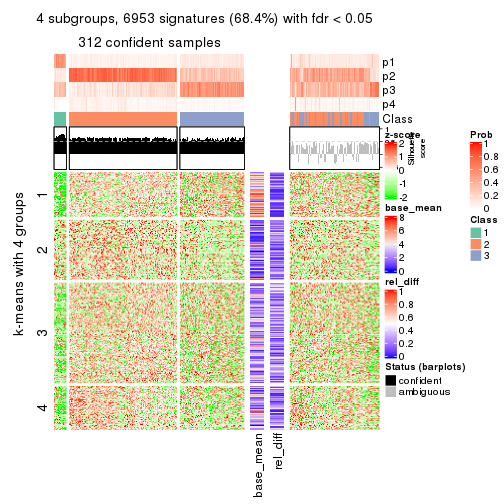 4 subgroups, 6953 signatures (68.4%) with fdr < 0.05
312 confident samples
p1
p2
p3
p4
Class
1
Silhouette
score
k-means with 4 groups
1
2
3
4
base_mean
rel_diff
z-score
2
1
0
-1
-2
base_mean
8
6
4
2
0
rel_diff
1
0.8
0.6
0.4
0.2
0
Status (barplots)
confident
ambiguous
Prob
1
0.8
0.6
0.4
0.2
0
Class
1
2
3